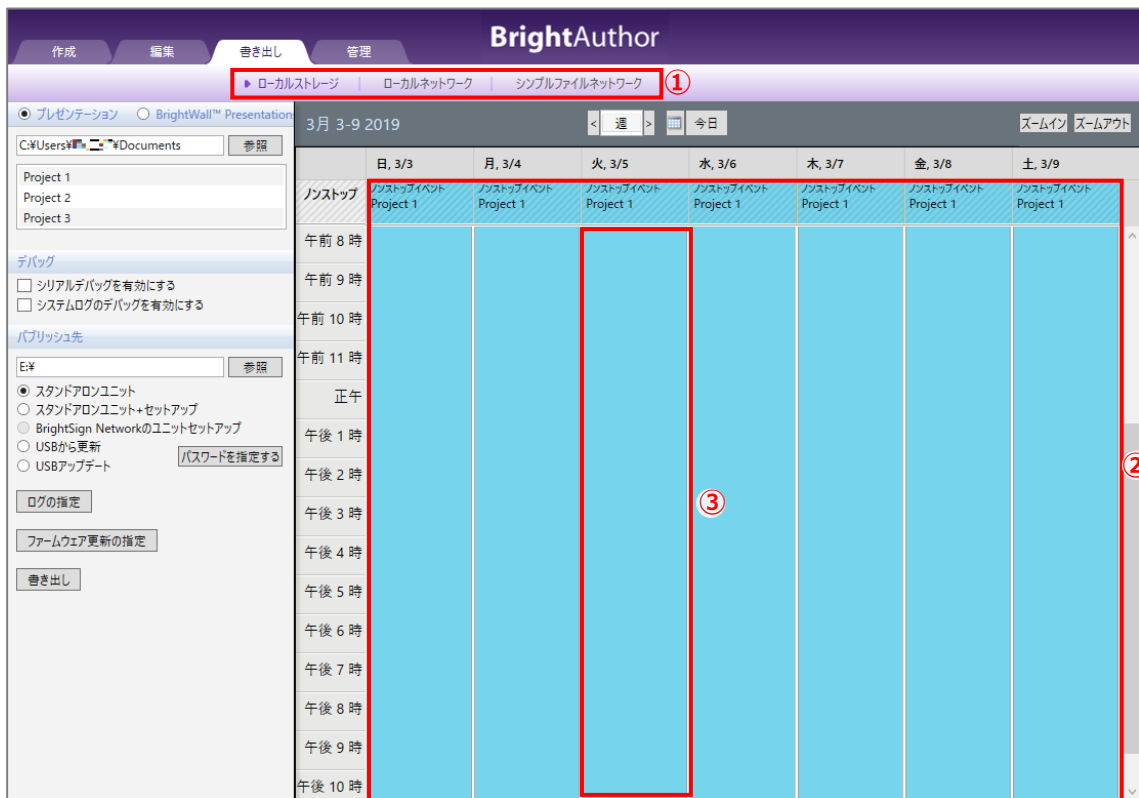 BrightAuthor
作成 編集 書き出し 管理
ローカルストレージ | ローカルネットワーク | シンプルファイルネットワーク ①
プレゼンテーション BrightWall™ Presentation
C:¥Users¥ ¥Documents 参照
Project 1
Project 2
Project 3
デバッグ
シリアルデバッグを有効にする
システムログのデバッグを有効にする
パブリッシュ先
E:¥ 参照
スタンドアロンユニット
スタンドアロンユニット+セットアップ
BrightSign Networkのユニットセットアップ
USBから更新
USBアップデート
パスワードを指定する
ログの指定
ファームウェア更新の指定
書き出し
3月 3-9 2019 < 週 > 今日 ズームイン ズームアウト
日, 3/3 月, 3/4 火, 3/5 水, 3/6 木, 3/7 金, 3/8 土, 3/9
ノンストップ
ノンストップイベント ノンストップイベント ノンストップイベント ノンストップイベント ノンストップイベント ノンストップイベント ノンストップイベント
Project 1 Project 1 Project 1 Project 1 Project 1 Project 1 Project 1
午前 8 時
午前 9 時
午前 10 時
午前 11 時
正午
午後 1 時
午後 2 時
②
午後 3 時
③
午後 4 時
午後 5 時
午後 6 時
午後 7 時
午後 8 時
午後 9 時
午後 10 時